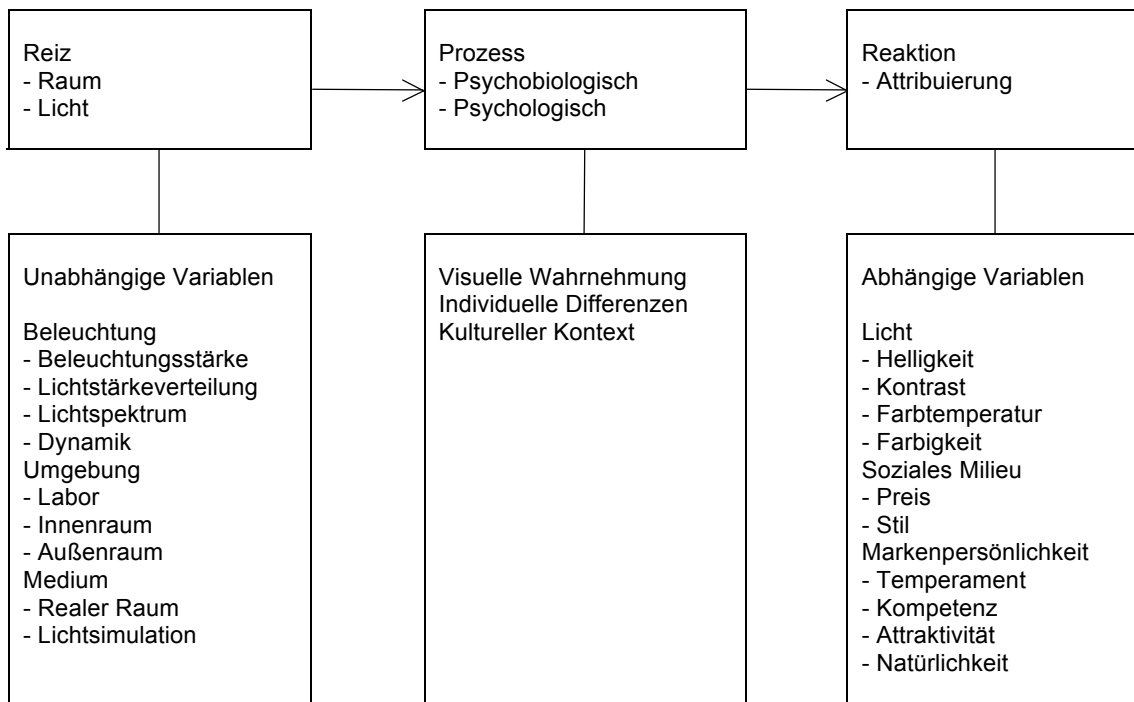 Reiz
- Raum
- Licht
Prozess
- Psychobiologisch
- Psychologisch
Reaktion
- Attribuierung
Unabhängige Variablen
Beleuchtung
- Beleuchtungsstärke
- Lichtstärkeverteilung
- Lichtspektrum
- Dynamik
Umgebung
- Labor
- Innenraum
- Außenraum
Medium
- Realer Raum
- Lichtsimulation
Visuelle Wahrnehmung
Individuelle Differenzen
Kultureller Kontext
Abhängige Variablen
Licht
- Helligkeit
- Kontrast
- Farbtemperatur
- Farbigkeit
Soziales Milieu
- Preis
- Stil
Markenpersönlichkeit
- Temperament
- Kompetenz
- Attraktivität
- Natürlichkeit